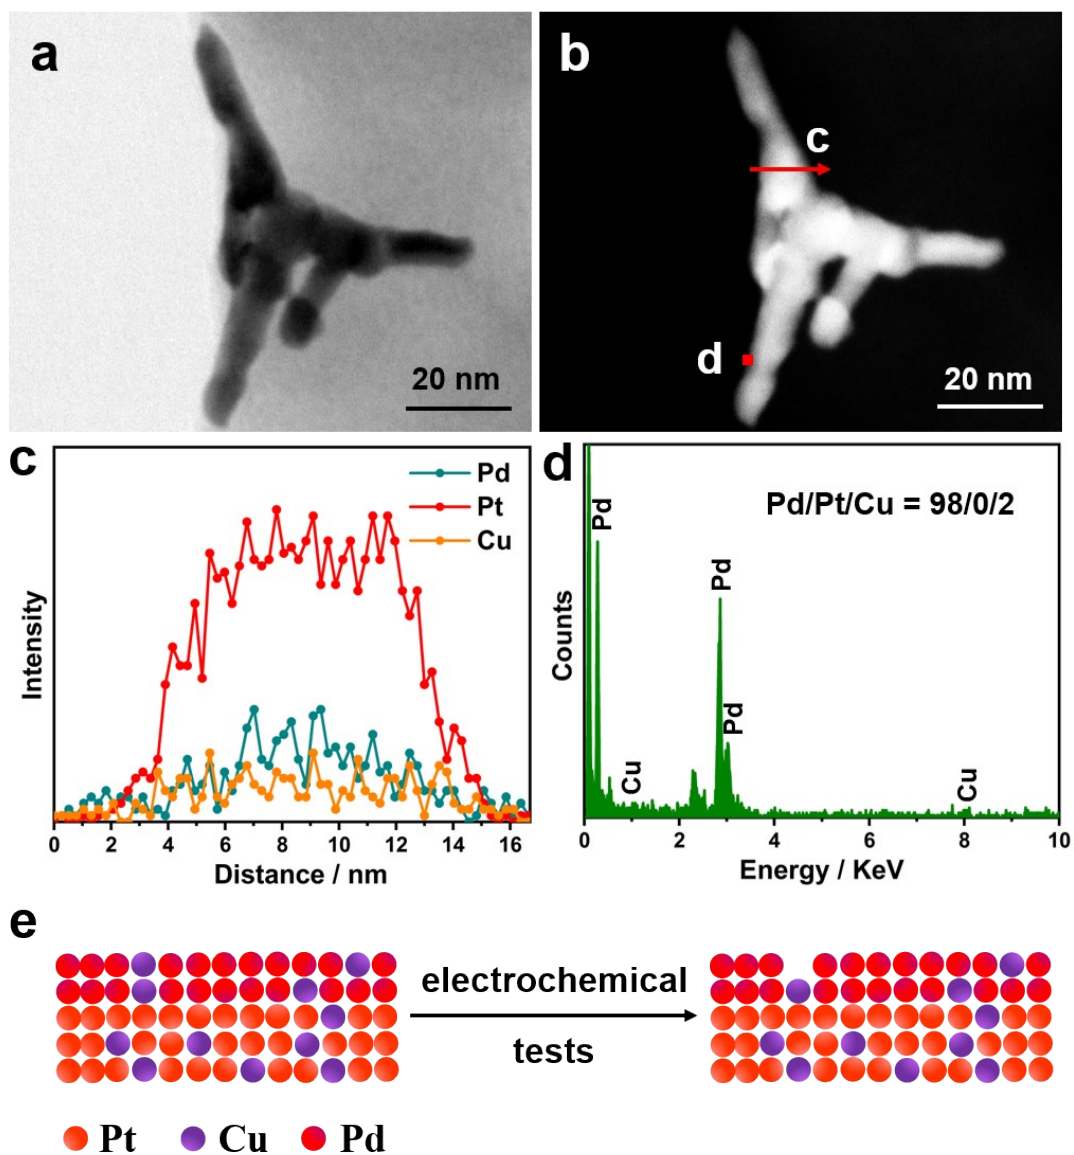 a
b
c
d
20 nm
20 nm
c
Pd
Pt
Cu
Intensity
0 2 4 6 8 10 12 14 16
Distance / nm
d
Pd/Pt/Cu = 98/0/2
Pd
Pd
Pd
Cu
Cu
Counts
0 2 4 6 8 10
Energy / KeV
e
electrochemical
tests
Pt Cu Pd